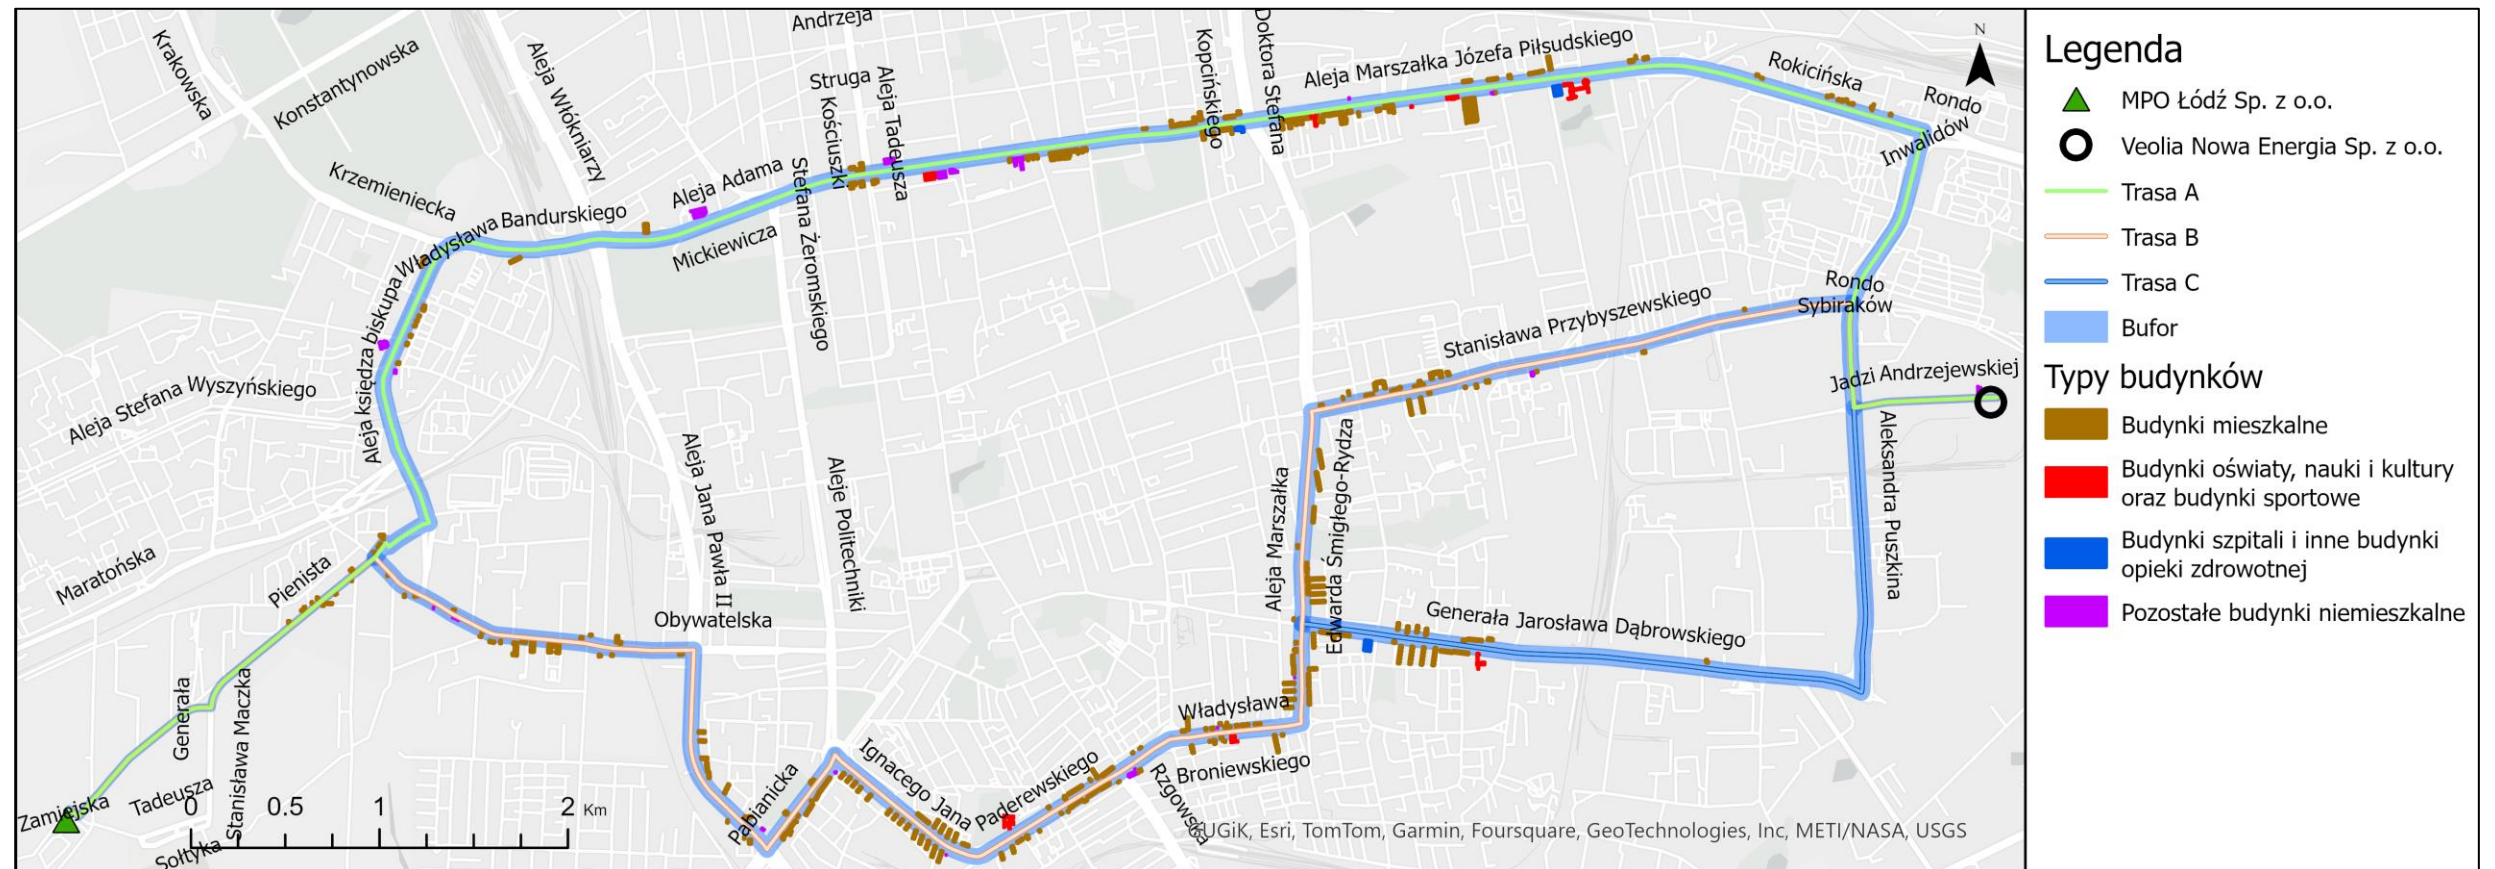 Andrzeja
Struga
Krakowska
Konstantynowska
Aleja Włókniarzy
Kościuszki
Aleja Tadeusza
Kopcińskiego
Doktora Stefana
Aleja Marszałka Józefa Piłsudskiego
Rokicińska
Rondo
Inwalidów
N
Krzemieniecka
Aleja Adama
Mickiewicza
Stefana Żeromskiego
Władysława Bandurskiego
Aleja księdza biskupa
Aleja Stefana Wyszyńskiego
Stanisława Przybyszewskiego
Rondo
Sybiraków
Jadzi Andrzejewskiej
Aleksandra Puszkina
Aleja Jana Pawła II
Aleje Politechniki
Aleja Marszałka
Edwarda Śmigłego-Rydza
Maratońska
Pienista
Obywatelska
Generała Jarosława Dąbrowskiego
Generała
Stanisława Maczka
Władysława
Broniewskiego
Pabianicka
Ignacego Jana
Paderewskiego
Rzgowska
Zamiejska
Tadeusza
Sołtyka
0 0.5 1 2 Km
GUGiK, Esri, TomTom, Garmin, Foursquare, GeoTechnologies, Inc, METI/NASA, USGS
Legenda
MPO Łódź Sp. z o.o.
Veolia Nowa Energia Sp. z o.o.
Trasa A
Trasa B
Trasa C
Bufor
Typy budynków
Budynki mieszkalne
Budynki oświaty, nauki i kultury
oraz budynki sportowe
Budynki szpitali i inne budynki
opieki zdrowotnej
Pozostałe budynki niemieszkalne